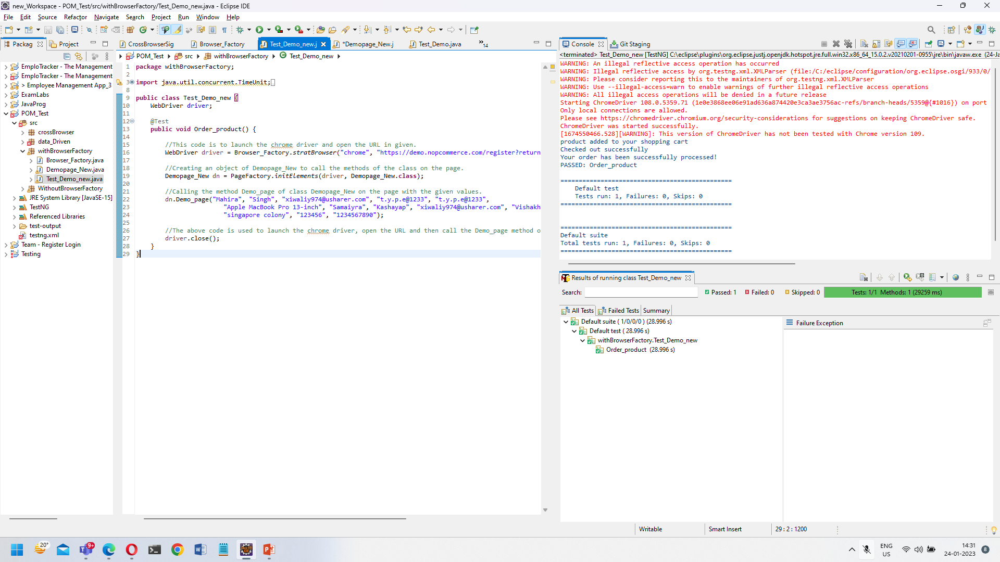 new_Workspace - POM_Test/src/withBrowserFactory/Test_Demo_new.java - Eclipse IDE
File Edit Source Refactor Navigate Search Project Run Window Help
Packag Project
EmploTracker - The Management
EmploTracker - The Management
> Employee Management App_3
ExamLabs
JavaProg
POM_Test
src
crossBrowser
data_Driven
withBrowserFactory
Browser_Factory.java
Demopage_New.java
Test_Demo_new.java
WithoutBrowserFactory
JRE System Library [JavaSE-15]
TestNG
Referenced Libraries
test-output
testng.xml
Team - Register Login
Testing
CrossBrowserSig Browser_Factory Test_Demo_new.j *Demopage_New.j Test_Demo.java »14
POM_Test src withBrowserFactory Test_Demo_new
1 package withBrowserFactory;
2
3 import java.util.concurrent.TimeUnit;
8
9 public class Test_Demo_new {
10 WebDriver driver;
11
12 @Test
13 public void Order_product() {
14
15 //This code is to launch the chrome driver and open the URL in given.
16 WebDriver driver = Browser_Factory.stratBrowser("chrome", "https://demo.nopcommerce.com/register?return
17
18 //Creating an object of Demopage_New to call the methods of the class on the page.
19 Demopage_New dn = PageFactory.initElements(driver, Demopage_New.class);
20
21 //Calling the method Demo_page of class Demopage_New on the page with the given values.
22 dn.Demo_page("Mahira", "Singh", "xiwaliy974@usharer.com", "t.y.p.e@1233", "t.y.p.e@1233",
23 "Apple MacBook Pro 13-inch", "Samaiyra", "Kashayap", "xiwaliy974@usharer.com", "Vishakh
24 "singapore colony", "123456", "1234567890");
25
26 //The above code is used to launch the chrome driver, open the URL and then call the Demo_page method o
27 driver.close();
28 }
29 }
Console Git Staging
<terminated> Test_Demo_new [TestNG] C:\eclipse\plugins\org.eclipse.justj.openjdk.hotspot.jre.full.win32.x86_64_15.0.2.v20210201-0955\jre\bin\javaw.exe (24-Ja
WARNING: An illegal reflective access operation has occurred
WARNING: Illegal reflective access by org.testng.xml.XMLParser (file:/C:/eclipse/configuration/org.eclipse.osgi/933/0/
WARNING: Please consider reporting this to the maintainers of org.testng.xml.XMLParser
WARNING: Use --illegal-access=warn to enable warnings of further illegal reflective access operations
WARNING: All illegal access operations will be denied in a future release
Starting ChromeDriver 108.0.5359.71 (1e0e3868ee06e91ad636a874420e3ca3ae3756ac-refs/branch-heads/5359@{#1016}) on port
Only local connections are allowed.
Please see https://chromedriver.chromium.org/security-considerations for suggestions on keeping ChromeDriver safe.
ChromeDriver was started successfully.
[1674550466.528][WARNING]: This version of ChromeDriver has not been tested with Chrome version 109.
product added to your shopping cart
Checked out successfully
Your order has been successfully processed!
PASSED: Order_product
===============================================
Default test
Tests run: 1, Failures: 0, Skips: 0
===============================================
===============================================
Default suite
Total tests run: 1, Failures: 0, Skips: 0
===============================================
Results of running class Test_Demo_new
Search: Passed: 1 Failed: 0 Skipped: 0 Tests: 1/1 Methods: 1 (29259 ms)
All Tests Failed Tests Summary
Default suite ( 1/0/0/0 ) (28.996 s)
Default test ( 28.996 s)
withBrowserFactory.Test_Demo_new
Order_product (28.996 s)
Failure Exception
Writable Smart Insert 29 : 2 : 1200
20° 9+ ENG US 14:31 24-01-2023 8